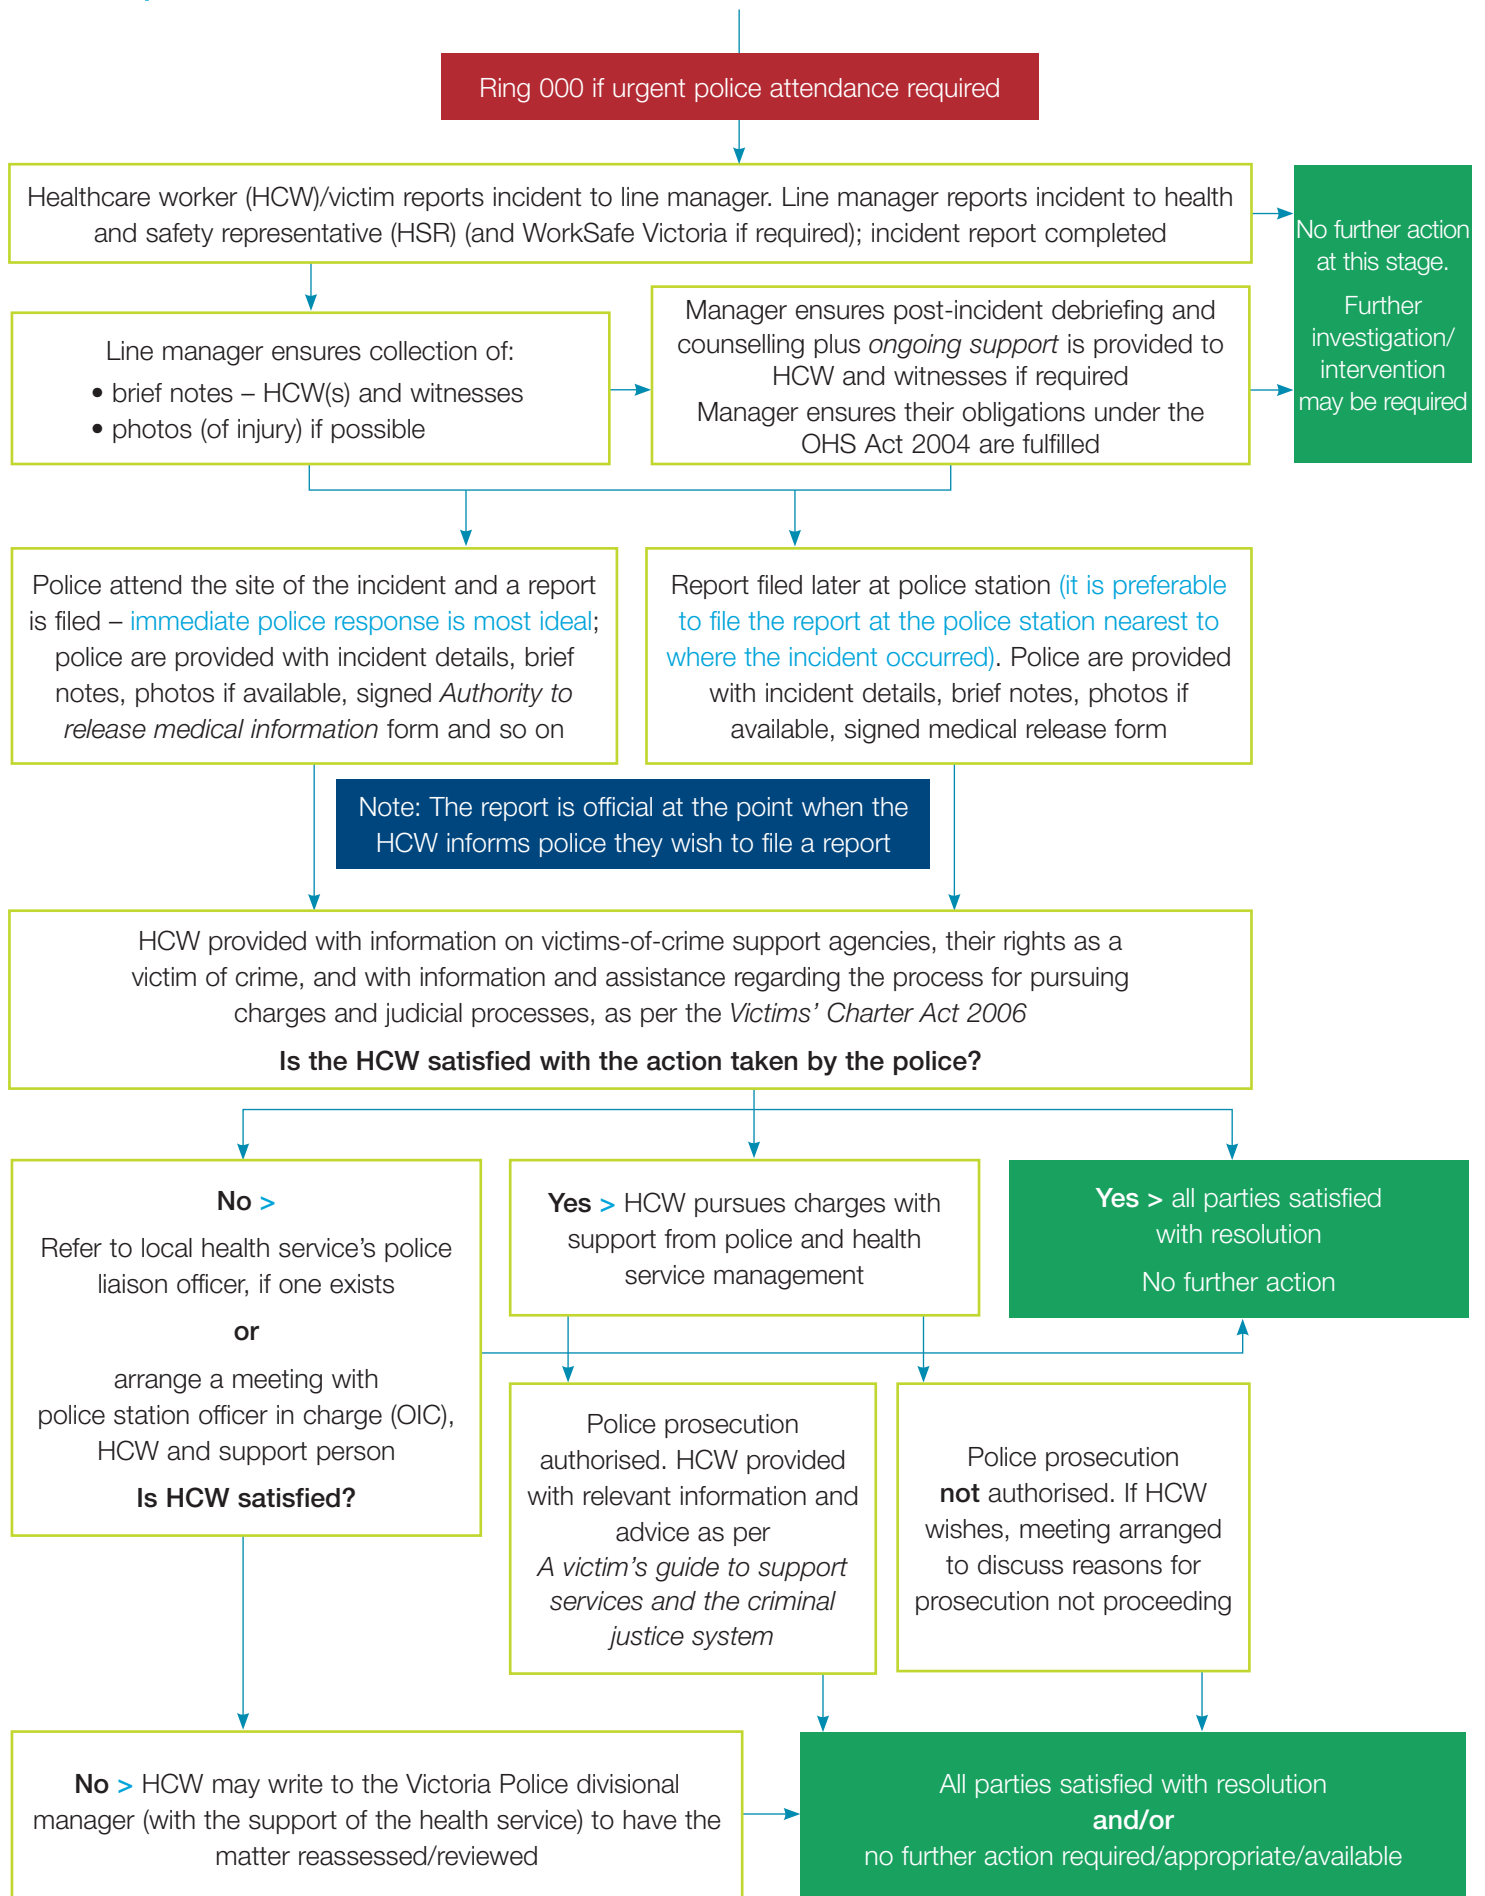 Ring 000 if urgent police attendance required
Healthcare worker (HCW)/victim reports incident to line manager. Line manager reports incident to health
and safety representative (HSR) (and WorkSafe Victoria if required); incident report completed
No further action
at this stage.
Further
investigation/
intervention
may be required
Line manager ensures collection of:
• brief notes – HCW(s) and witnesses
• photos (of injury) if possible
Manager ensures post-incident debriefing and
counselling plus ongoing support is provided to
HCW and witnesses if required
Manager ensures their obligations under the
OHS Act 2004 are fulfilled
Police attend the site of the incident and a report
is filed – immediate police response is most ideal;
police are provided with incident details, brief
notes, photos if available, signed Authority to
release medical information form and so on
Report filed later at police station (it is preferable
to file the report at the police station nearest to
where the incident occurred). Police are provided
with incident details, brief notes, photos if
available, signed medical release form
Note: The report is official at the point when the
HCW informs police they wish to file a report
HCW provided with information on victims-of-crime support agencies, their rights as a
victim of crime, and with information and assistance regarding the process for pursuing
charges and judicial processes, as per the Victims’ Charter Act 2006
Is the HCW satisfied with the action taken by the police?
No >
Refer to local health service’s police
liaison officer, if one exists
or
arrange a meeting with
police station officer in charge (OIC),
HCW and support person
Is HCW satisfied?
Yes > HCW pursues charges with
support from police and health
service management
Yes > all parties satisfied
with resolution
No further action
Police prosecution
authorised. HCW provided
with relevant information and
advice as per
A victim’s guide to support
services and the criminal
justice system
Police prosecution
not authorised. If HCW
wishes, meeting arranged
to discuss reasons for
prosecution not proceeding
No > HCW may write to the Victoria Police divisional
manager (with the support of the health service) to have the
matter reassessed/reviewed
All parties satisfied with resolution
and/or
no further action required/appropriate/available